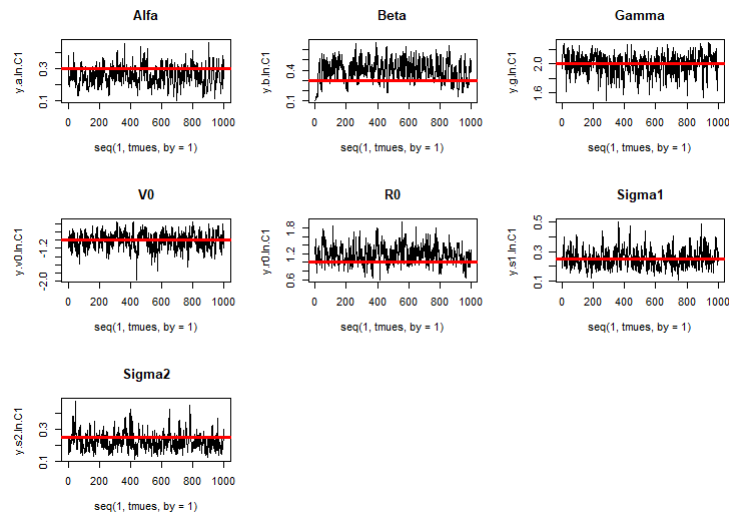 Alfa
y.a.ln.C1
0.1 0.3
0 200 400 600 800 1000
seq(1, tmues, by = 1)
Beta
y.b.ln.C1
0.1 0.4
0 200 400 600 800 1000
seq(1, tmues, by = 1)
Gamma
y.g.ln.C1
1.6 2.0
0 200 400 600 800 1000
seq(1, tmues, by = 1)
V0
y.v0.ln.C1
-2.0 -1.2
0 200 400 600 800 1000
seq(1, tmues, by = 1)
R0
y.r0.ln.C1
0.6 1.2 1.8
0 200 400 600 800 1000
seq(1, tmues, by = 1)
Sigma1
y.s1.ln.C1
0.1 0.3 0.5
0 200 400 600 800 1000
seq(1, tmues, by = 1)
Sigma2
y.s2.ln.C1
0.1 0.3
0 200 400 600 800 1000
seq(1, tmues, by = 1)